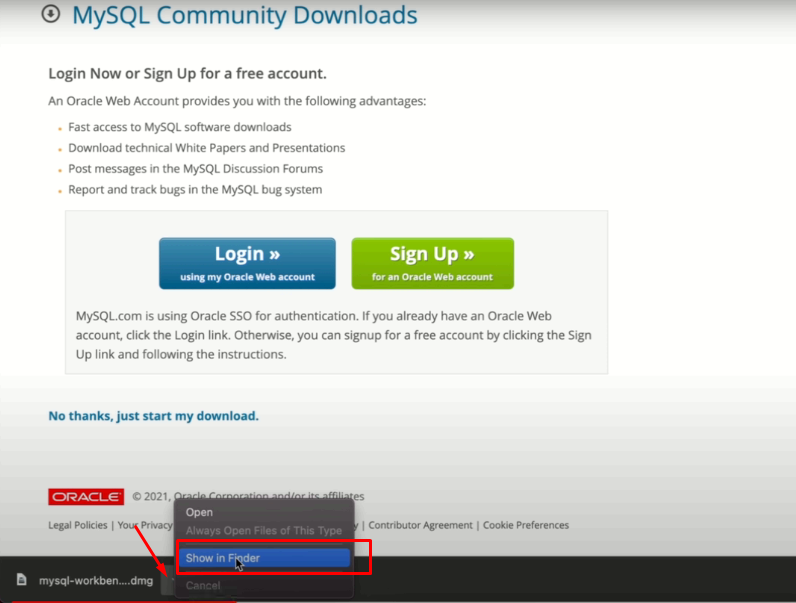 MySQL Community Downloads
Login Now or Sign Up for a free account.
An Oracle Web Account provides you with the following advantages:
Fast access to MySQL software downloads
Download technical White Papers and Presentations
Post messages in the MySQL Discussion Forums
Report and track bugs in the MySQL bug system
Login »
using my Oracle Web account
Sign Up »
for an Oracle Web account
MySQL.com is using Oracle SSO for authentication. If you already have an Oracle Web
account, click the Login link. Otherwise, you can signup for a free account by clicking the Sign
Up link and following the instructions.
No thanks, just start my download.
ORACLE © 2021, Oracle Corporation and/or its affiliates
Legal Policies | Your Privacy | Contributor Agreement | Cookie Preferences
Open
Always Open Files of This Type
Show in Finder
Cancel
mysql-workben....dmg